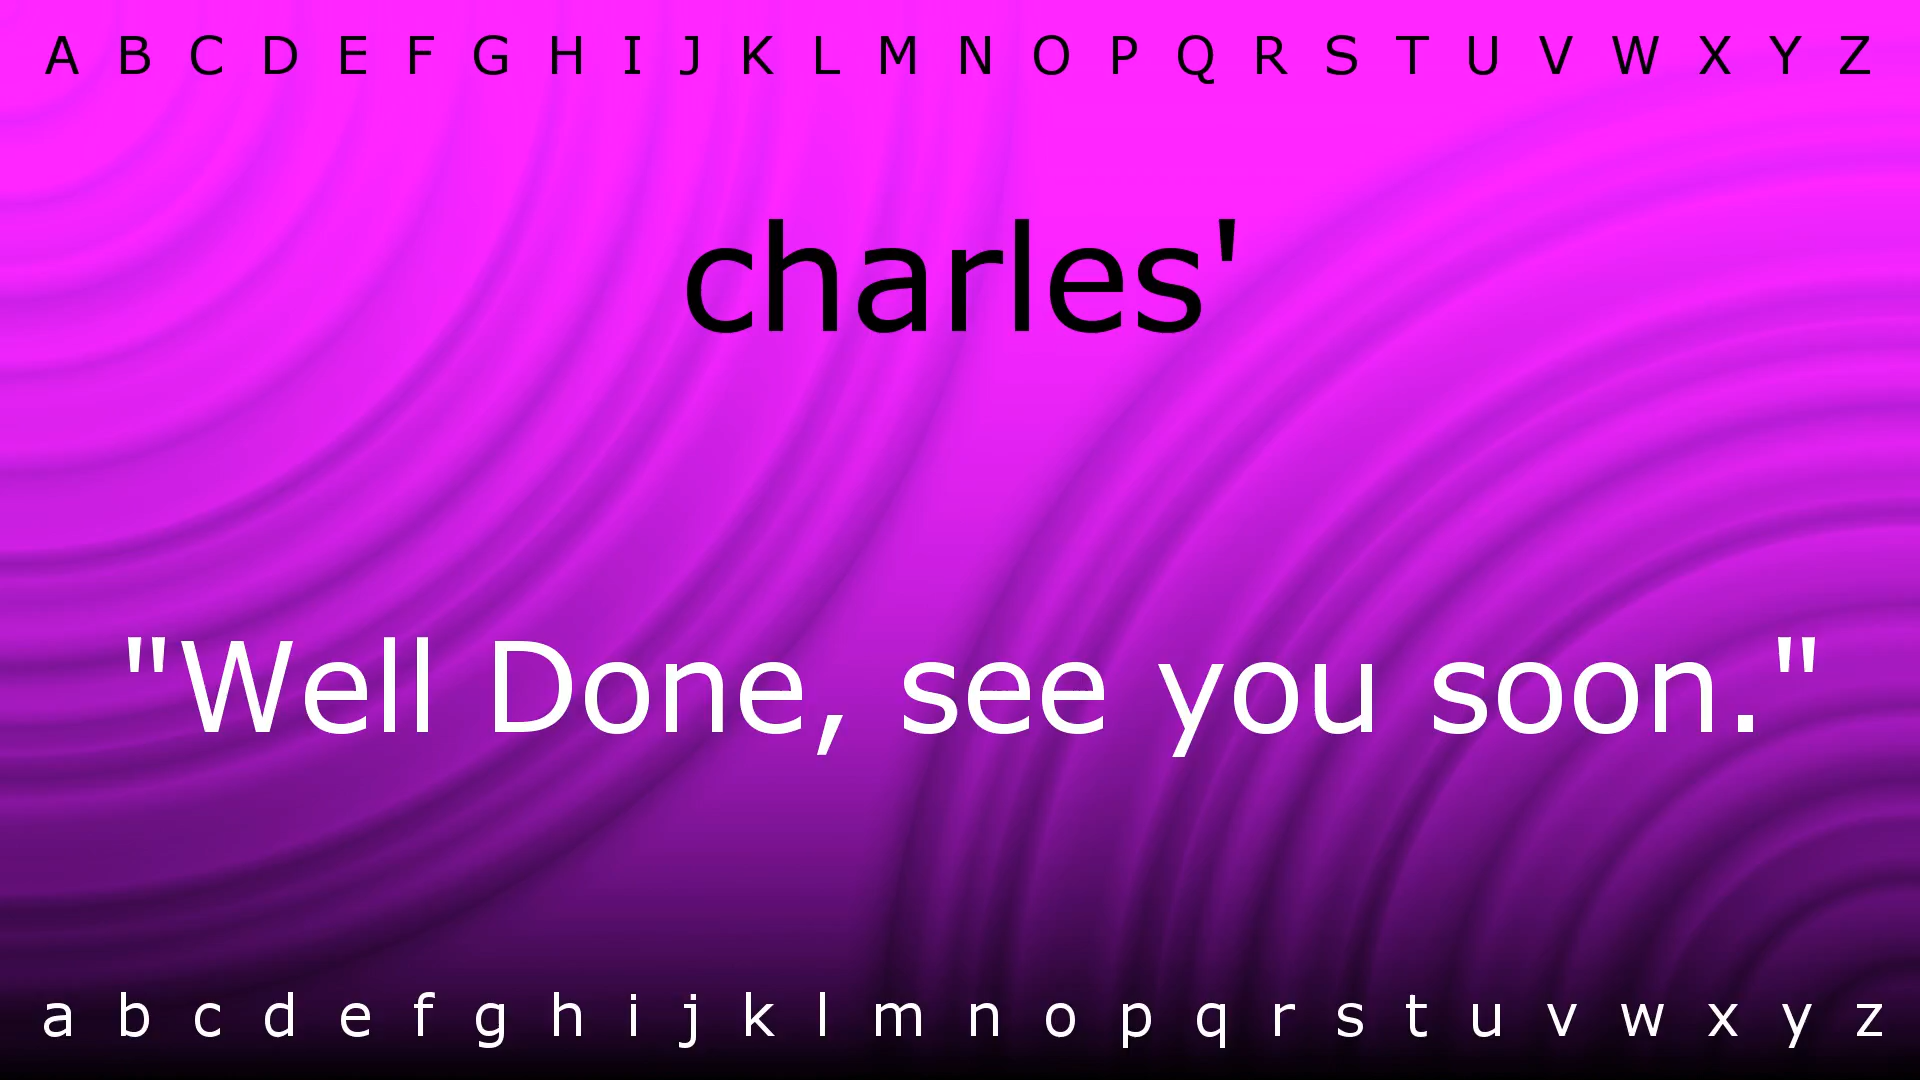 A B C D E F G H I J K L M N O P Q R S T U V W X Y Z
charles'
"Well Done, see you soon."
a b c d e f g h i j k l m n o p q r s t u v w x y z